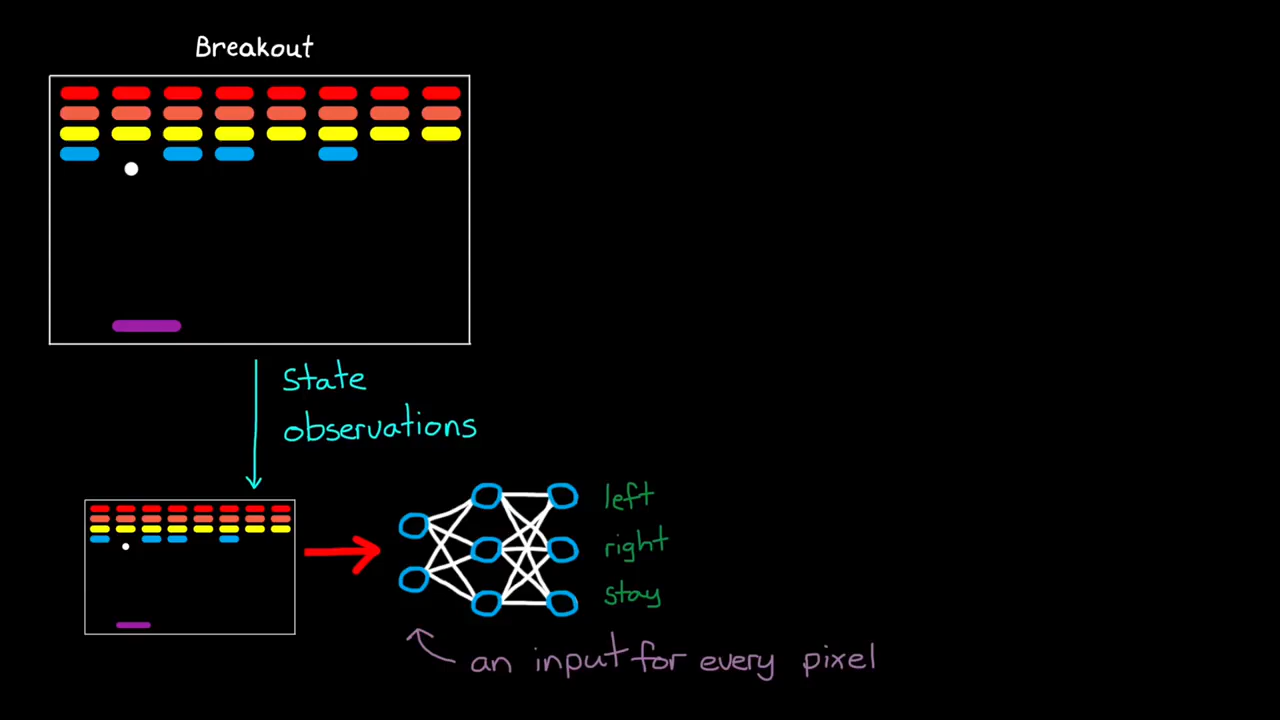 Breakout
State
observations
left
right
stay
an input for every pixel